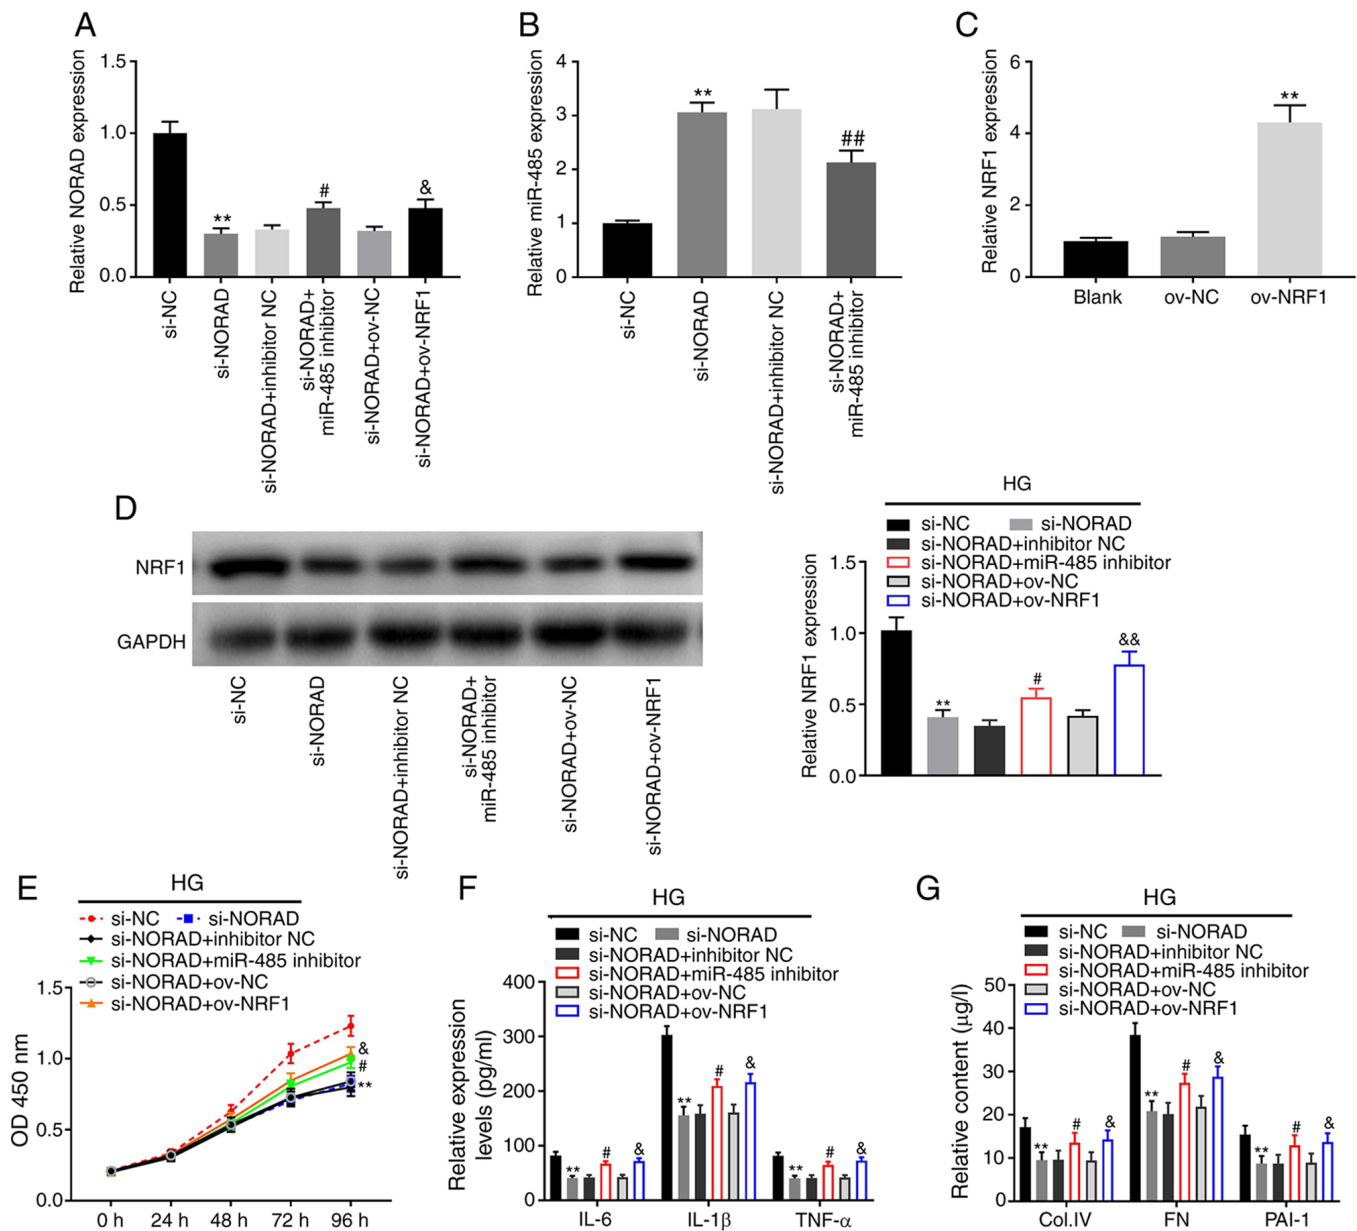 A
Relative NORAD expression
1.5
1.0
0.5
0.0
**
#
&
si-NC
si-NORAD
si-NORAD+inhibitor NC
si-NORAD+
miR-485 inhibitor
si-NORAD+ov-NC
si-NORAD+ov-NRF1
B
Relative miR-485 expression
4
3
2
1
0
**
##
si-NC
si-NORAD
si-NORAD+inhibitor NC
si-NORAD+
miR-485 inhibitor
C
Relative NRF1 expression
6
4
2
0
**
Blank
ov-NC
ov-NRF1
D
NRF1
GAPDH
si-NC
si-NORAD
si-NORAD+inhibitor NC
si-NORAD+
miR-485 inhibitor
si-NORAD+ov-NC
si-NORAD+ov-NRF1
HG
si-NC si-NORAD
si-NORAD+inhibitor NC
si-NORAD+miR-485 inhibitor
si-NORAD+ov-NC
si-NORAD+ov-NRF1
Relative NRF1 expression
1.5
1.0
0.5
0.0
**
#
&&
E
HG
si-NC si-NORAD
si-NORAD+inhibitor NC
si-NORAD+miR-485 inhibitor
si-NORAD+ov-NC
si-NORAD+ov-NRF1
OD 450 nm
1.5
1.0
0.5
0.0
&
#
**
0 h 24 h 48 h 72 h 96 h
F
HG
si-NC si-NORAD
si-NORAD+inhibitor NC
si-NORAD+miR-485 inhibitor
si-NORAD+ov-NC
si-NORAD+ov-NRF1
Relative expression
levels (pg/ml)
400
300
200
100
0
** # &
** # &
** # &
IL-6 IL-1β TNF-α
G
HG
si-NC si-NORAD
si-NORAD+inhibitor NC
si-NORAD+miR-485 inhibitor
si-NORAD+ov-NC
si-NORAD+ov-NRF1
Relative content (µg/l)
50
40
30
20
10
0
** # &
** # &
** # &
Col.IV FN PAI-1